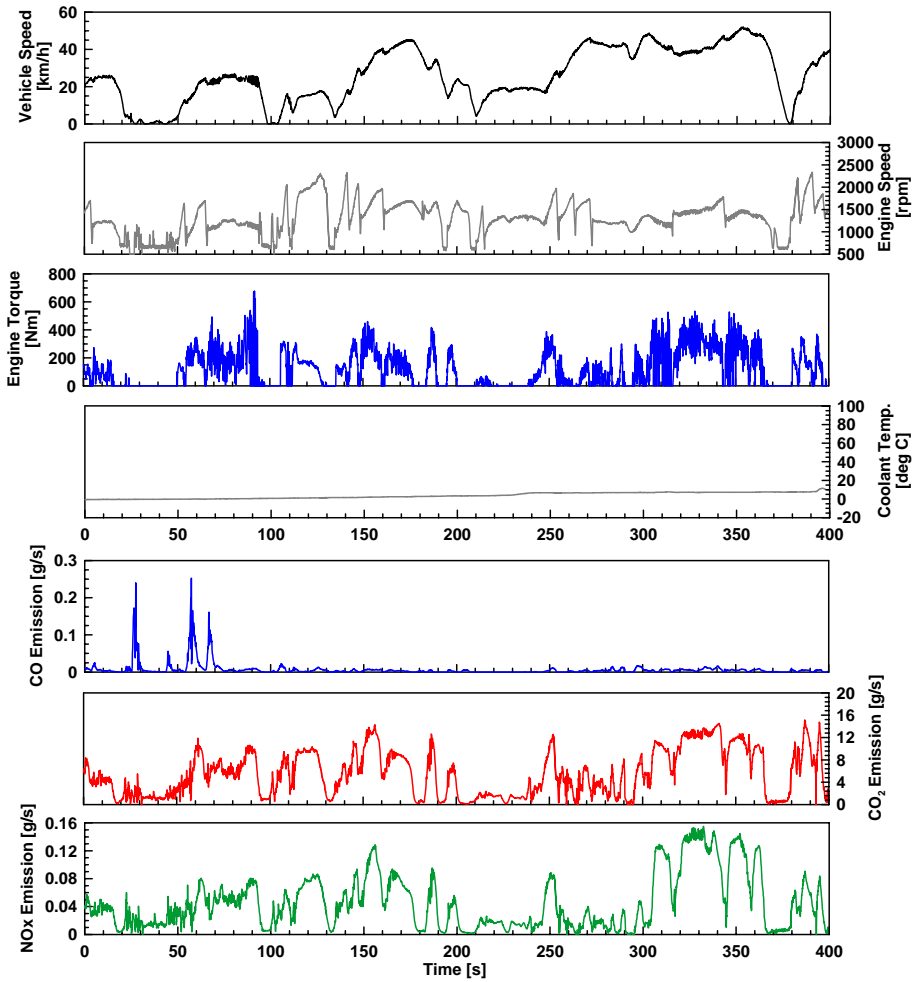 60
40
20
0
Vehicle Speed
[km/h]
3000
2500
2000
1500
1000
500
Engine Speed
[rpm]
800
600
400
200
0
Engine Torque
[Nm]
100
80
60
40
20
0
-20
Coolant Temp.
[deg C]
0 50 100 150 200 250 300 350 400
0.3
0.2
0.1
0
CO Emission [g/s]
20
16
12
8
4
0
CO₂ Emission [g/s]
0.16
0.12
0.08
0.04
0
NOx Emission [g/s]
0 50 100 150 200 250 300 350 400
Time [s]